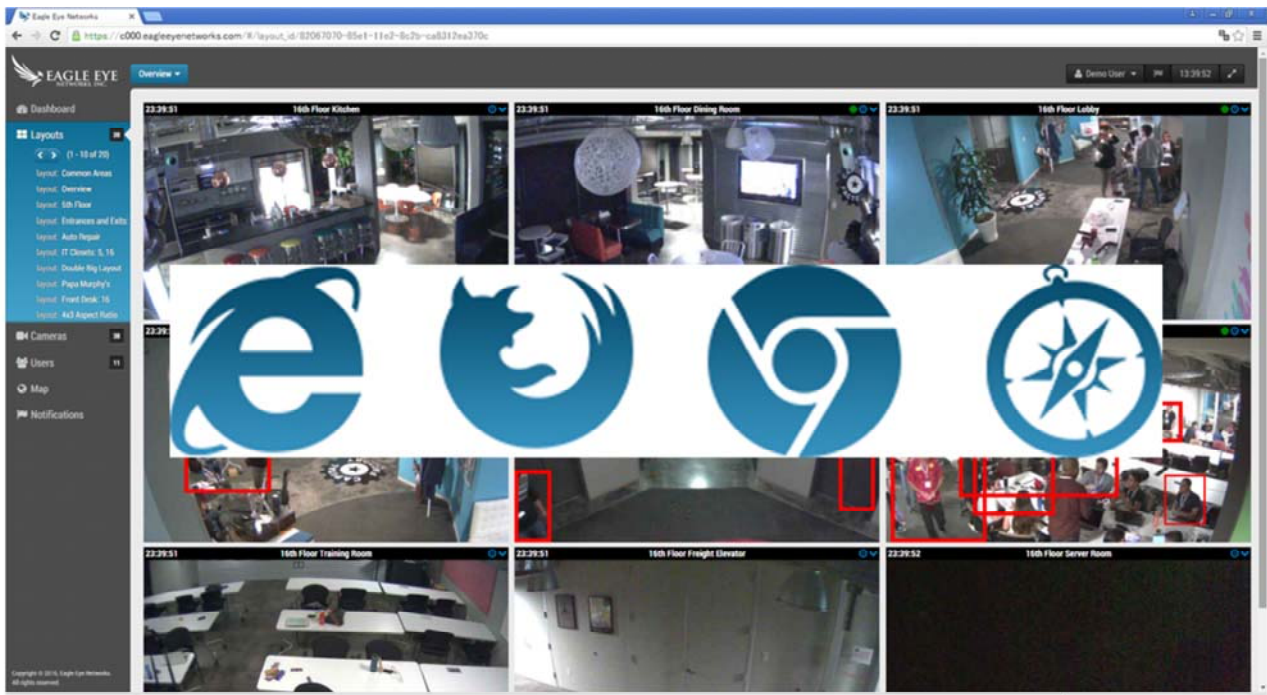 Eagle Eye Networks
https://c000.eagleeyenetworks.com/#/layout_id/82067070-85e1-11e2-8c2b-ca8312ea370c
EAGLE EYE
NETWORKS INC.
Overview
Demo User
13:39:52
Dashboard
Layouts
(1 - 10 of 20)
layout: Common Areas
layout: Overview
layout: 5th Floor
layout: Entrances and Exits
layout: Auto Repair
layout: IT Closets: 5, 16
layout: Double Big Layout
layout: Papa Murphy's
layout: Front Desk: 16
layout: 4x3 Aspect Ratio
Cameras
Users
11
Map
Notifications
23:39:51
16th Floor Kitchen
23:39:51
16th Floor Dining Room
23:39:51
16th Floor Lobby
23:39:51
16th Floor Training Room
23:39:51
16th Floor Freight Elevator
23:39:52
16th Floor Server Room
Eagle Eye Networks.
All rights reserved.